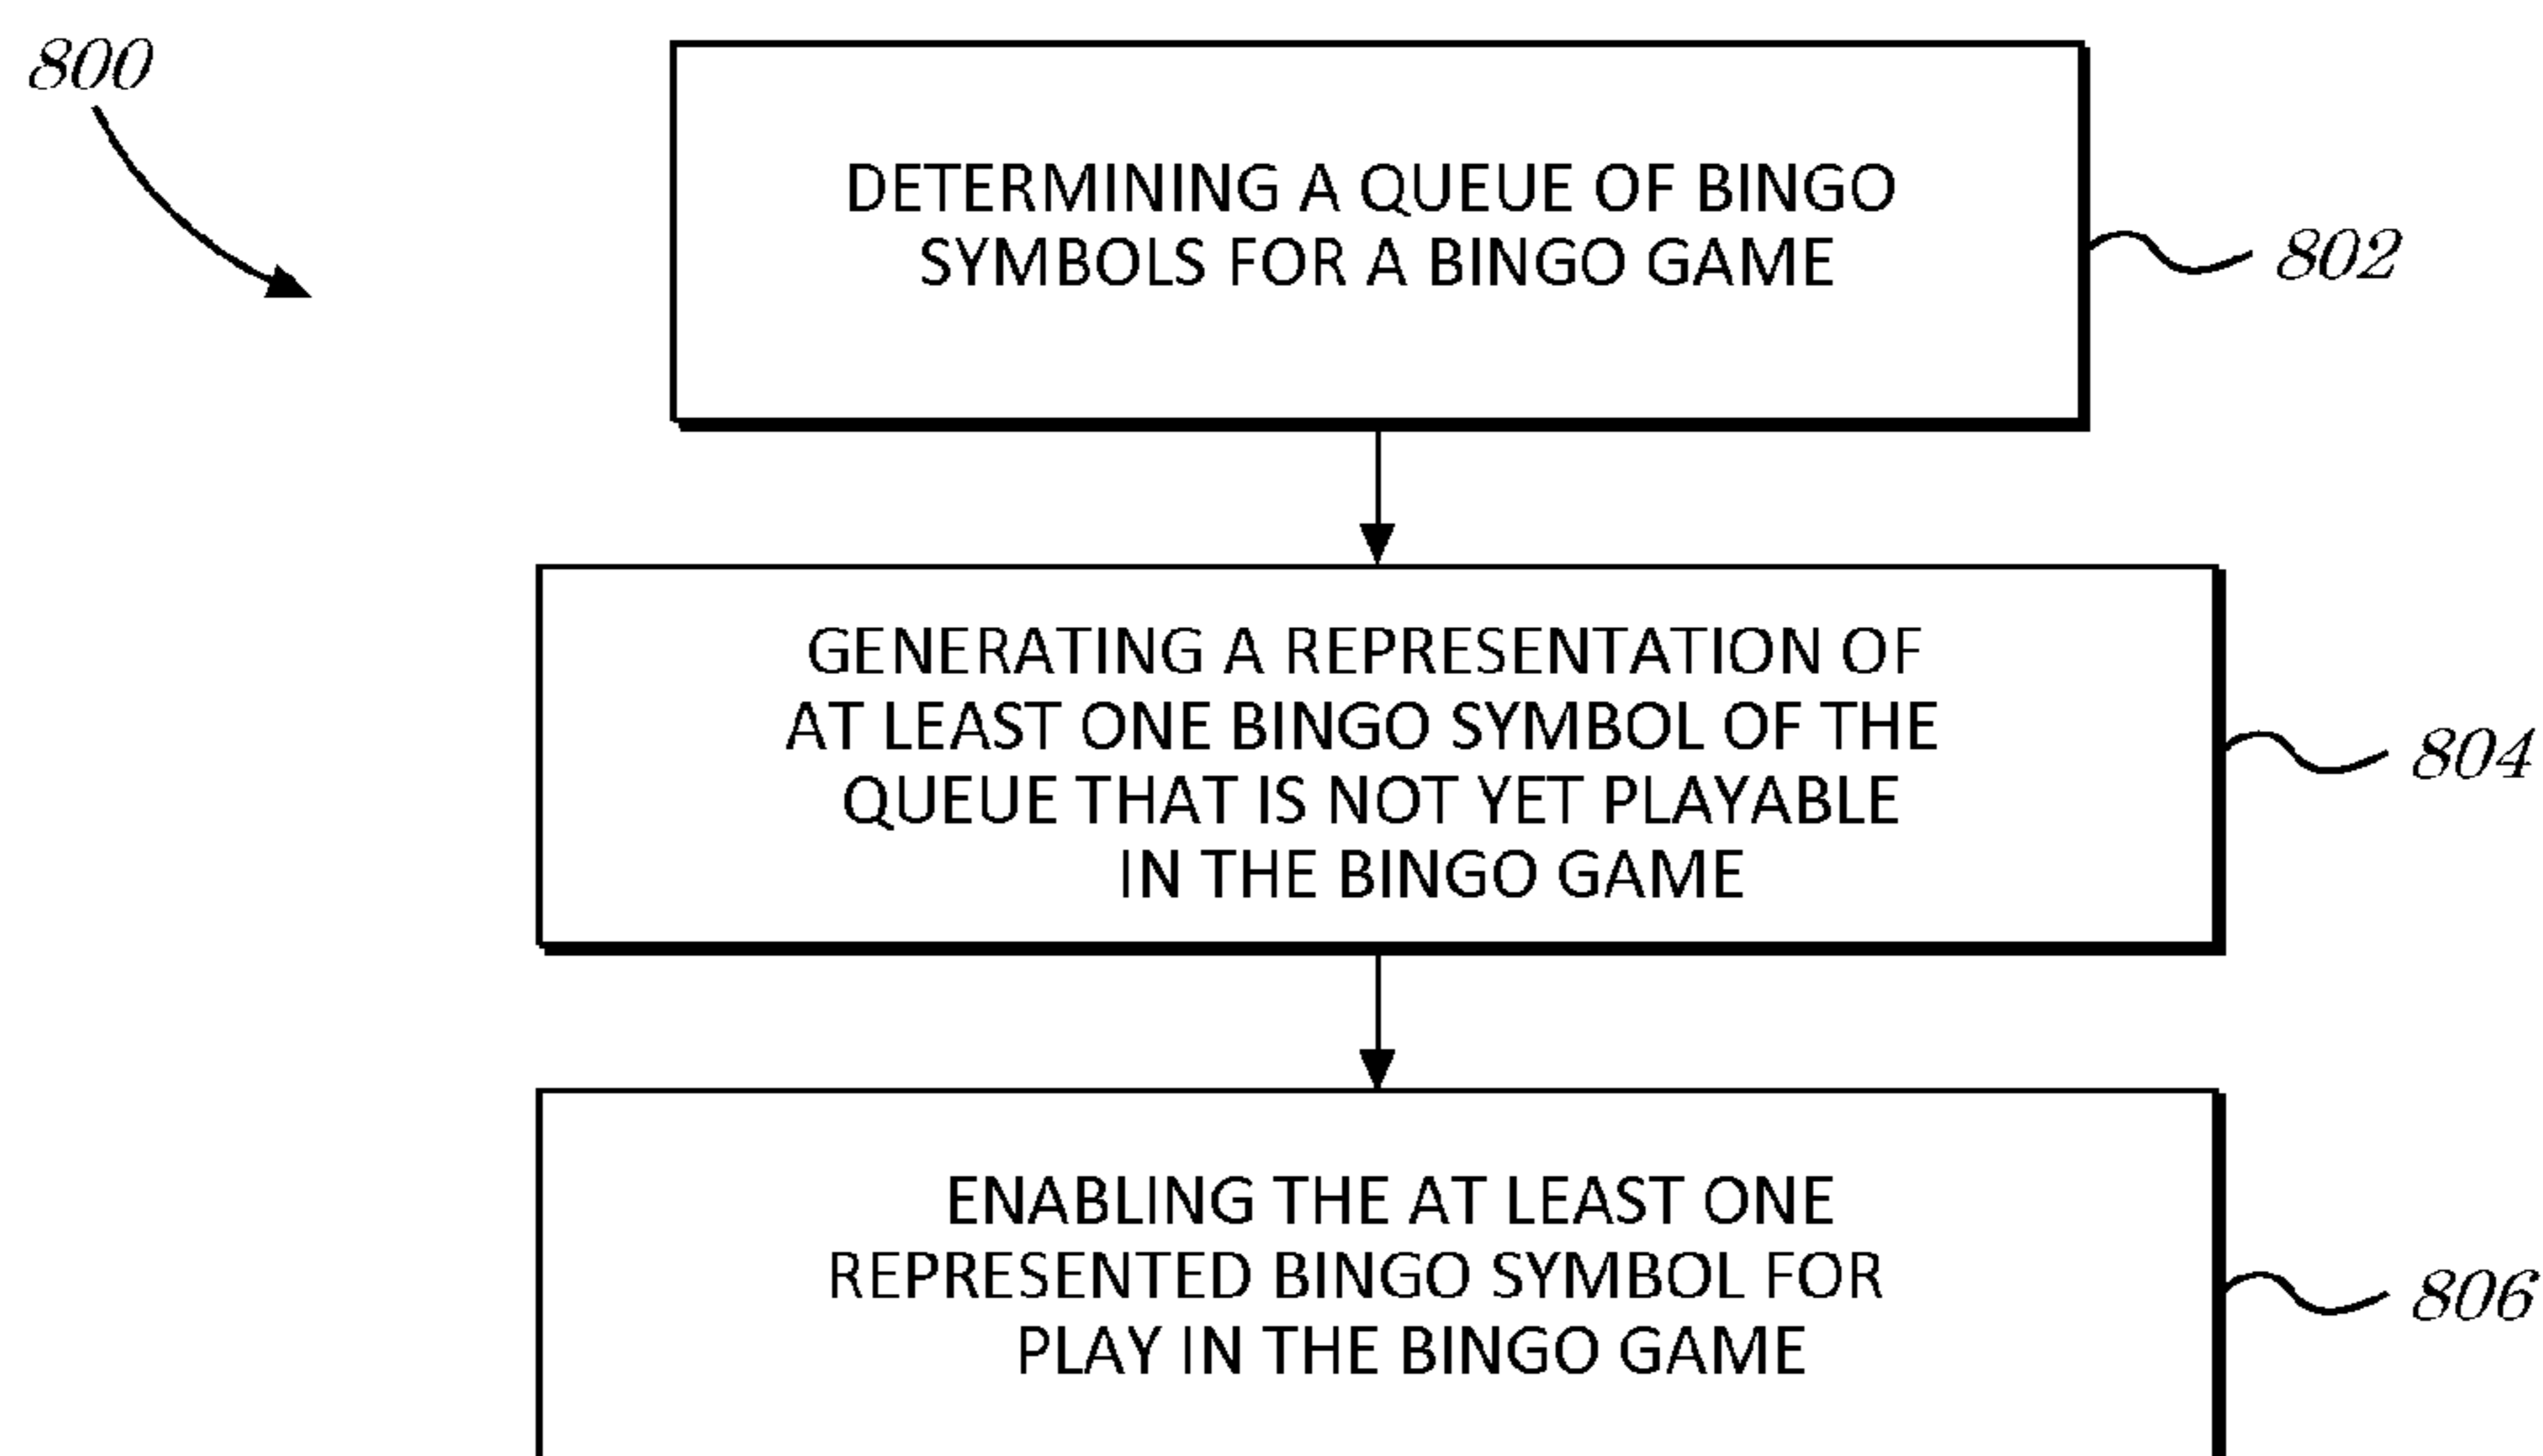 800
DETERMINING A QUEUE OF BINGO
SYMBOLS FOR A BINGO GAME
802
GENERATING A REPRESENTATION OF
AT LEAST ONE BINGO SYMBOL OF THE
QUEUE THAT IS NOT YET PLAYABLE
IN THE BINGO GAME
804
ENABLING THE AT LEAST ONE
REPRESENTED BINGO SYMBOL FOR
PLAY IN THE BINGO GAME
806